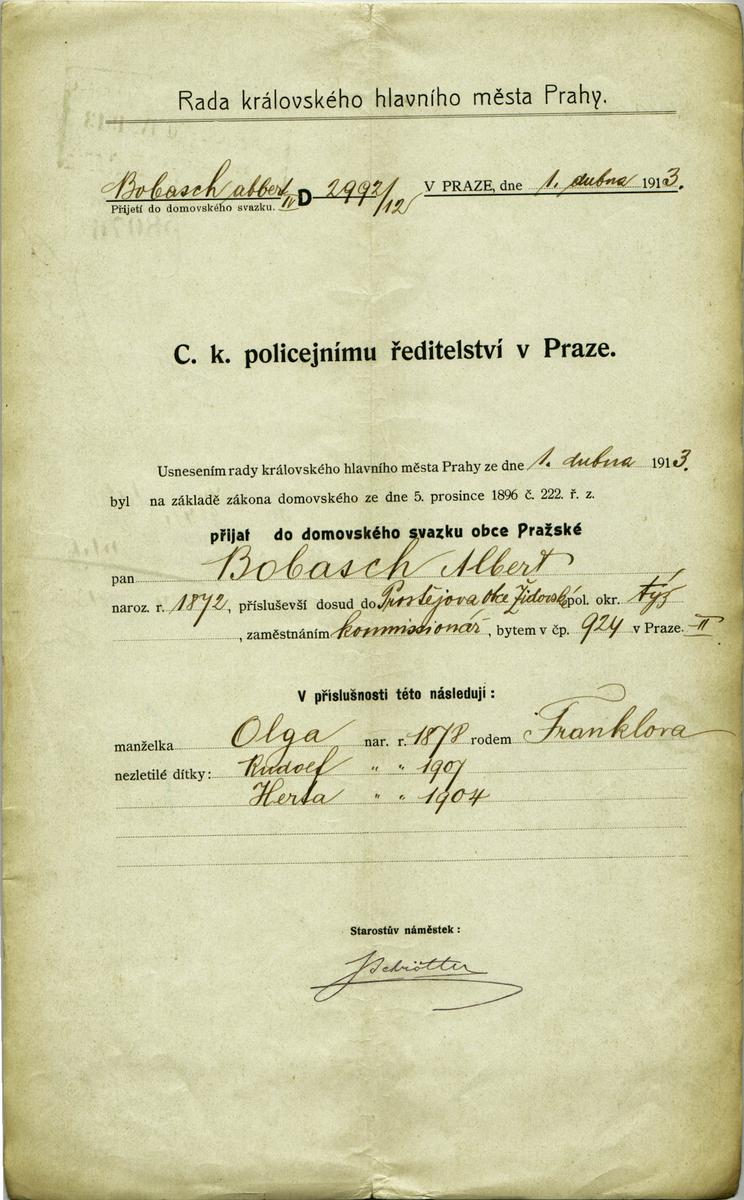 Rada královského hlavního města Prahy.
Bobasch Albert IV D 2992/12 V PRAZE, dne 1. dubna 1913.
Přijetí do domovského svazku.
C. k. policejnímu ředitelství v Praze.
Usnesením rady královského hlavního města Prahy ze dne 1. dubna 1913.
byl na základě zákona domovského ze dne 5. prosince 1896 č. 222. ř. z.
přijat do domovského svazku obce Pražské
pan Bobasch Albert
naroz. r. 1872, přísluševší dosud do Prostějova obce Židovské pol. okr. týž
, zaměstnáním kommissionář, bytem v čp. 924 v Praze. II
V příslušnosti této následují:
manželka Olga nar. r. 1878 rodem Franklova
nezletilé dítky: Rudolf " " 1901
Herta " " 1904
Starostův náměstek: